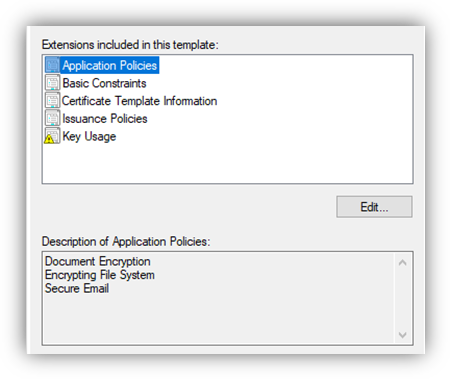 Extensions included in this template:
Application Policies
Basic Constraints
Certificate Template Information
Issuance Policies
Key Usage
Edit...
Description of Application Policies:
Document Encryption
Encrypting File System
Secure Email